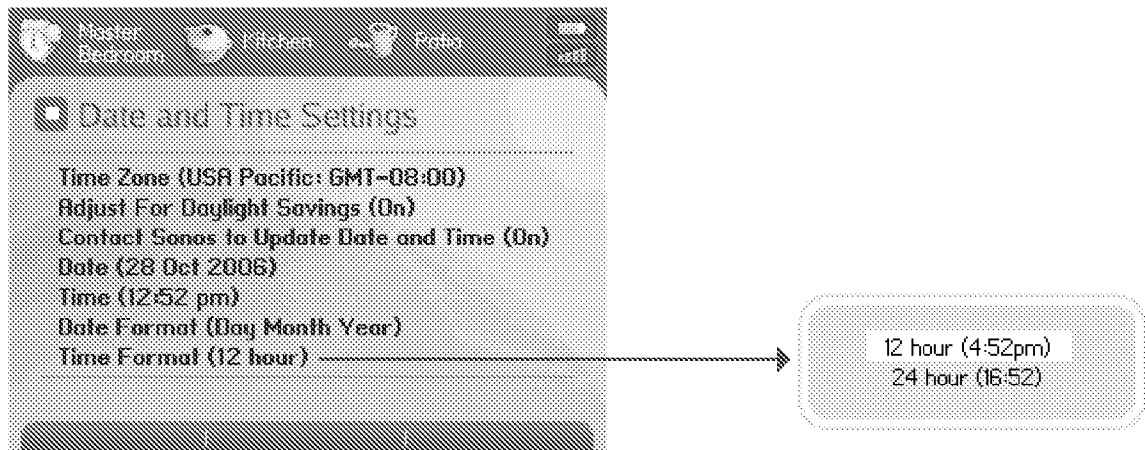 Master
Bedroom
Kitchen
Patio
Date and Time Settings
Time Zone (USA Pacific: GMT-08:00)
Adjust For Daylight Savings (On)
Contact Sonos to Update Date and Time (On)
Date (28 Oct 2006)
Time (12:52 pm)
Date Format (Day Month Year)
Time Format (12 hour)
12 hour (4:52pm)
24 hour (16:52)